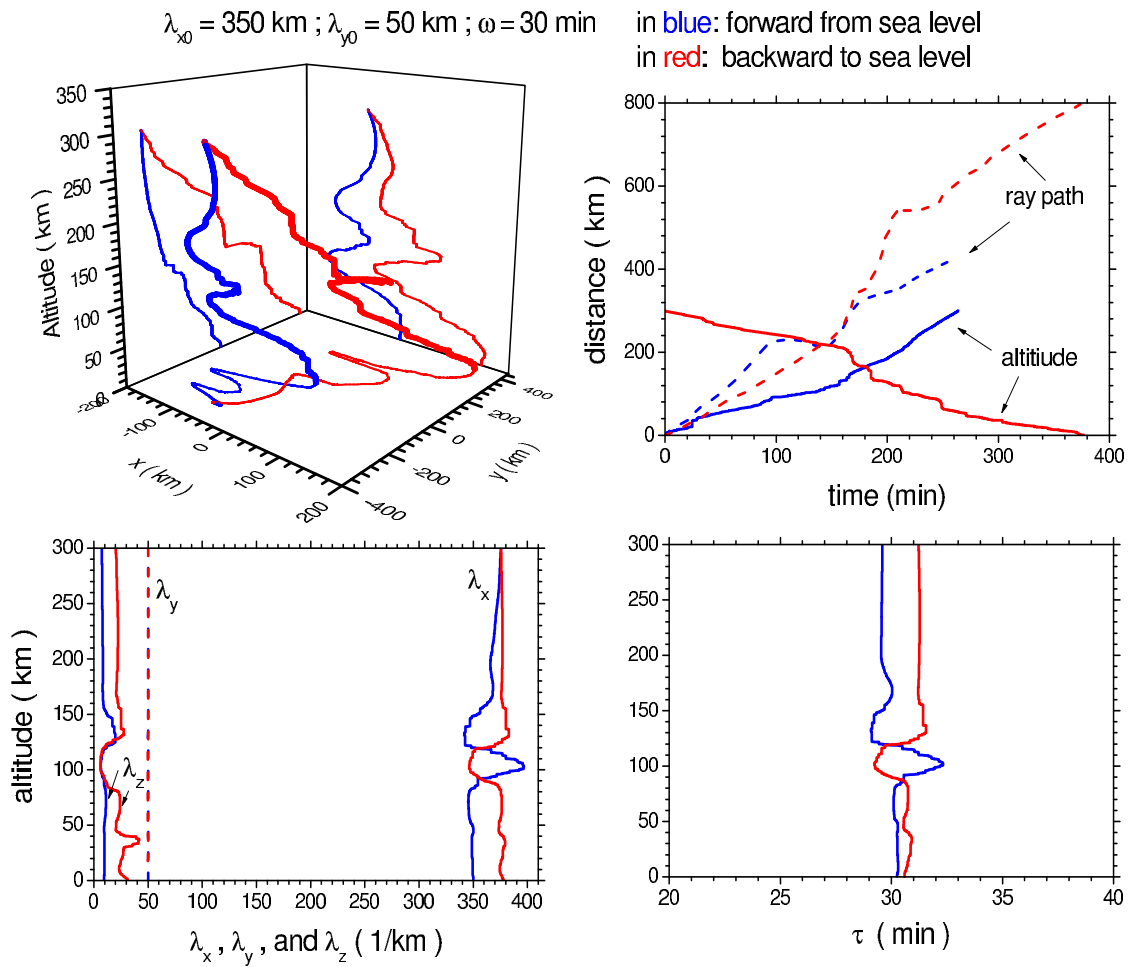 λx0 = 350 km ; λy0 = 50 km ; ω = 30 min
in blue: forward from sea level
in red: backward to sea level
350
300
250
200
150
100
50
Altitude ( km )
-200
-100
0
100
200
x ( km )
-400
-200
0
200
400
y ( km )
800
600
400
200
0
distance ( km )
ray path
altitiude
0 100 200 300 400
time (min)
300
250
200
150
100
50
0
altitude ( km )
λy
λx
λz
0 50 100 150 200 250 300 350 400
λx , λy , and λz ( 1/km )
300
250
200
150
100
50
0
20 25 30 35 40
τ ( min )